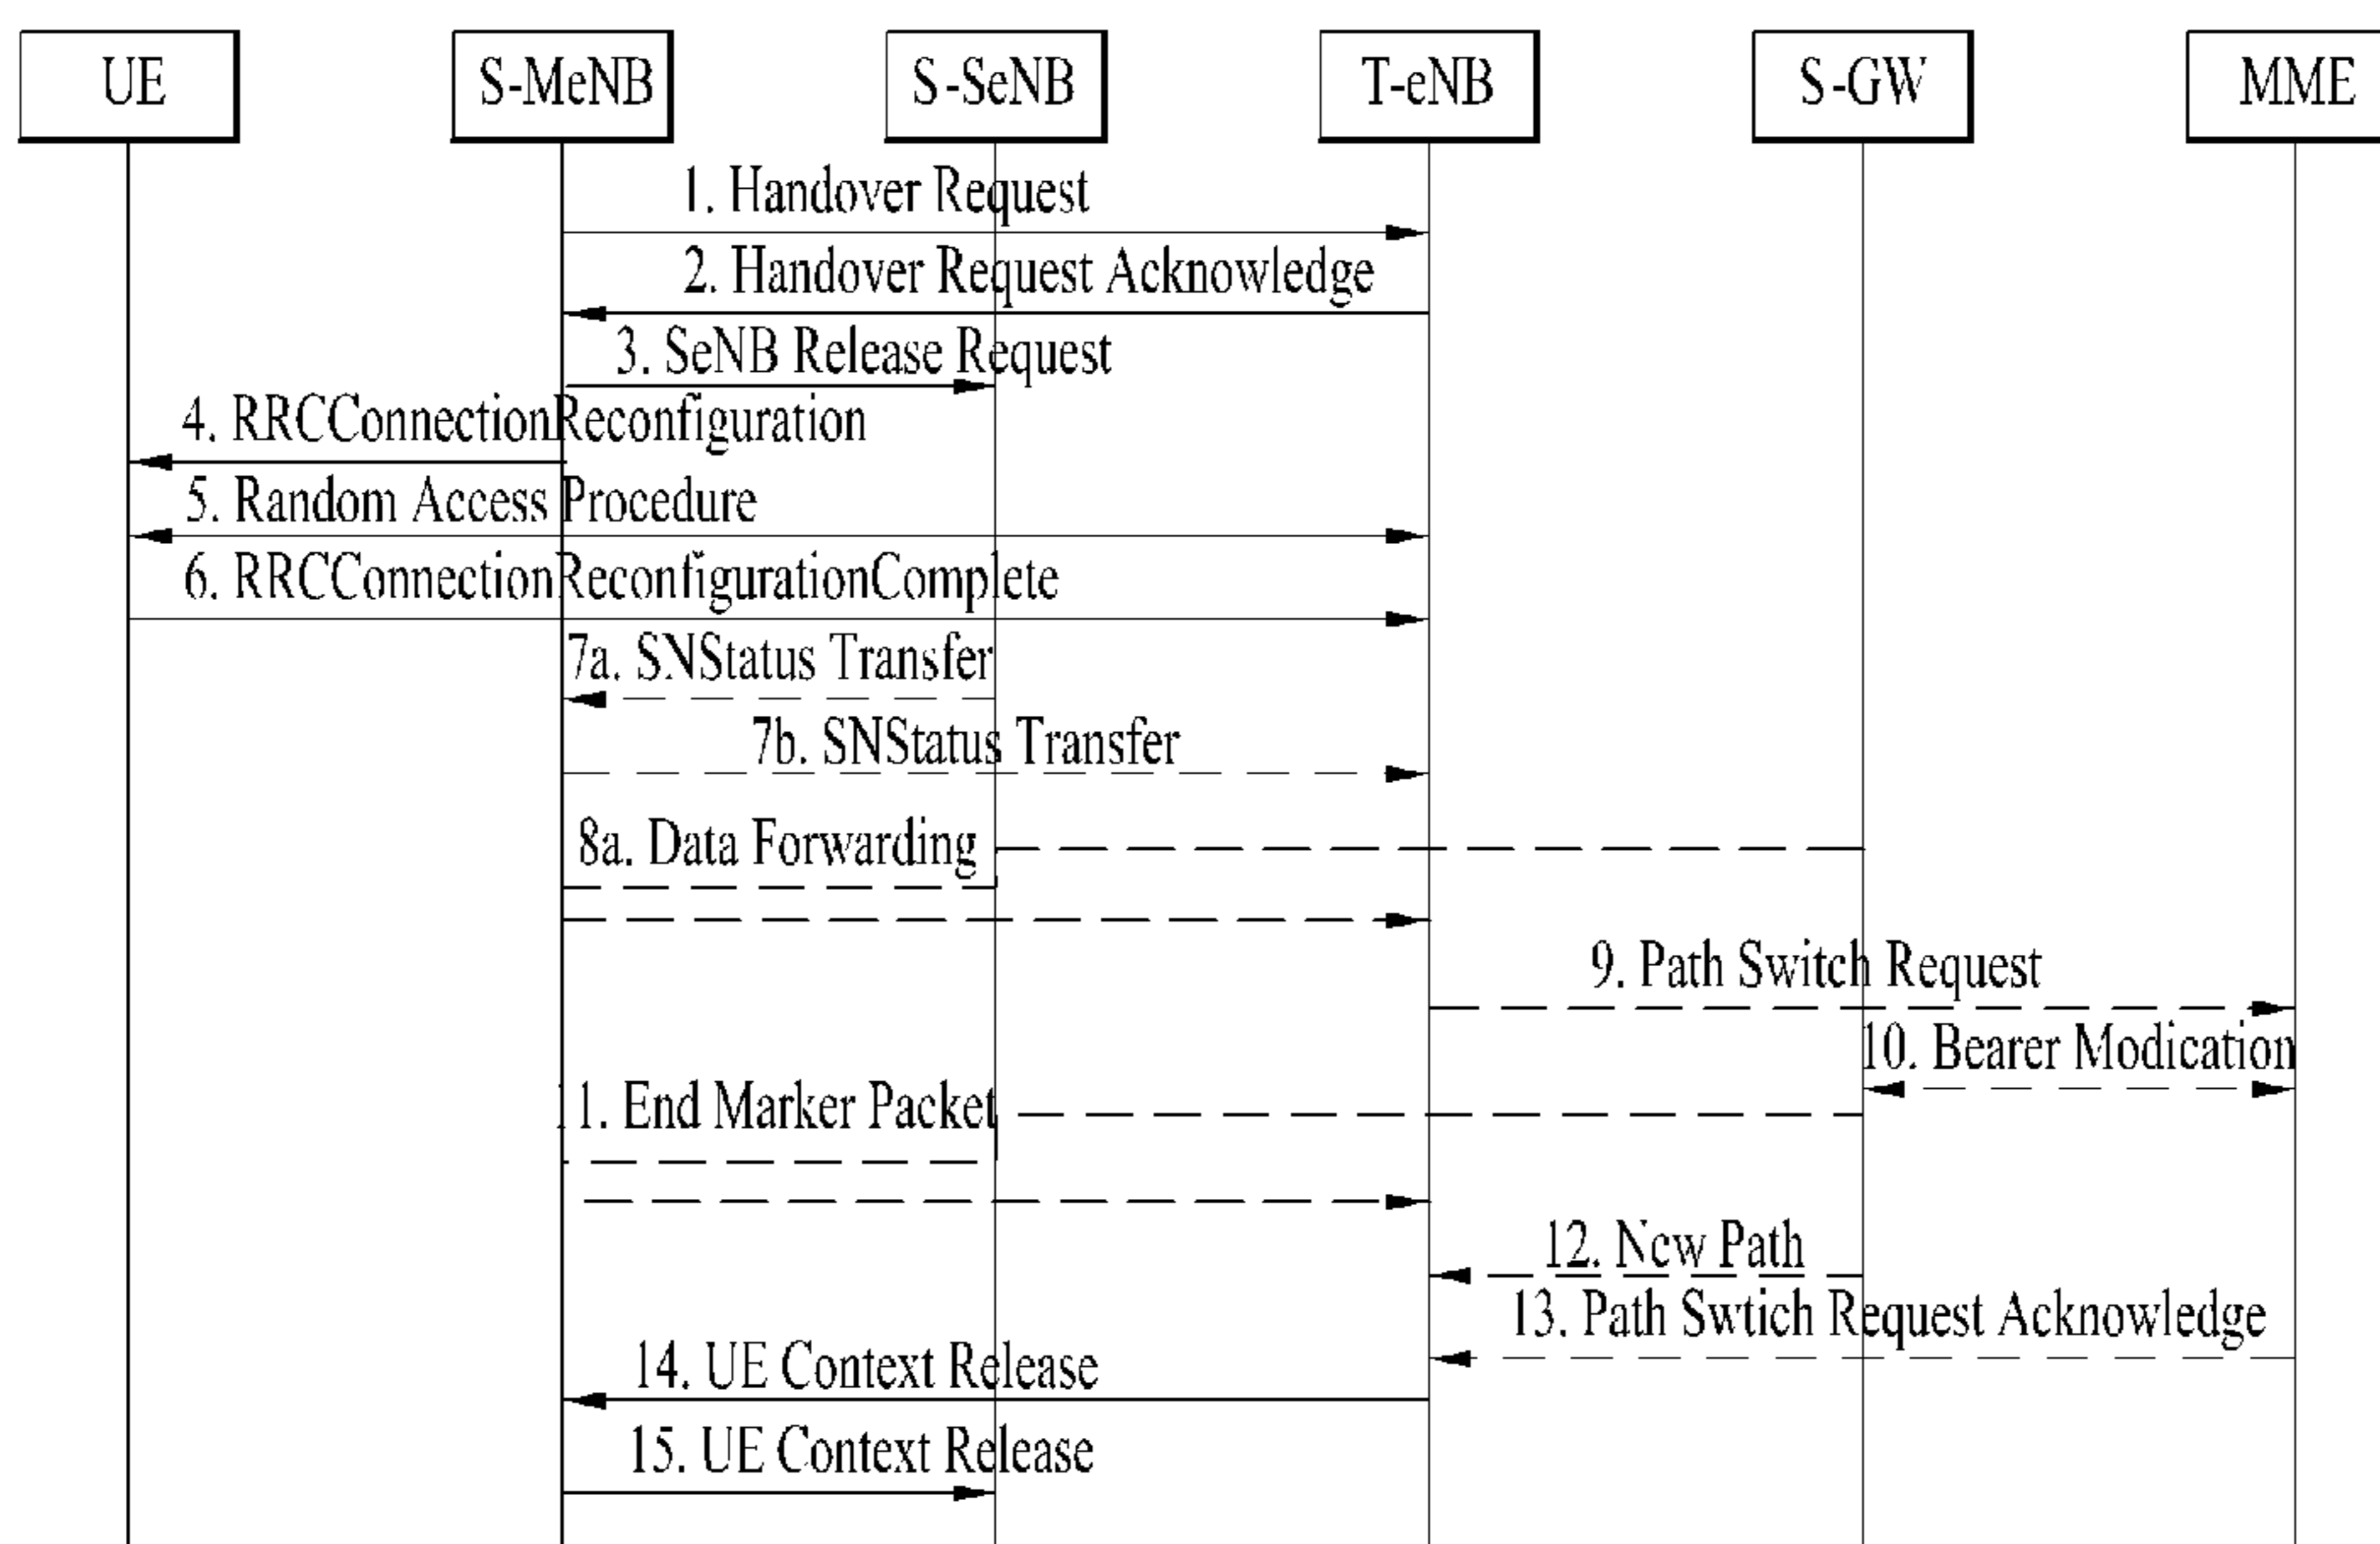 UE
S-MeNB
S-SeNB
T-eNB
S-GW
MME
1. Handover Request
2. Handover Request Acknowledge
3. SeNB Release Request
4. RRCConnectionReconfiguration
5. Random Access Procedure
6. RRCConnectionReconfigurationComplete
7a. SNStatus Transfer
7b. SNStatus Transfer
8a. Data Forwarding
9. Path Switch Request
10. Bearer Modication
11. End Marker Packet
12. New Path
13. Path Swtich Request Acknowledge
14. UE Context Release
15. UE Context Release